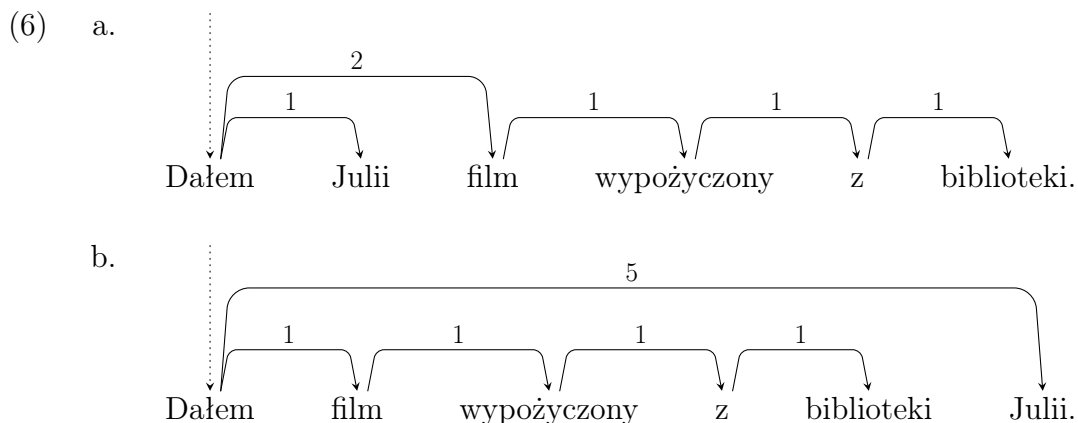 (6) a.
2
1 1 1 1
Dałem Julii film wypożyczony z biblioteki.
b.
5
1 1 1 1
Dałem film wypożyczony z biblioteki Julii.